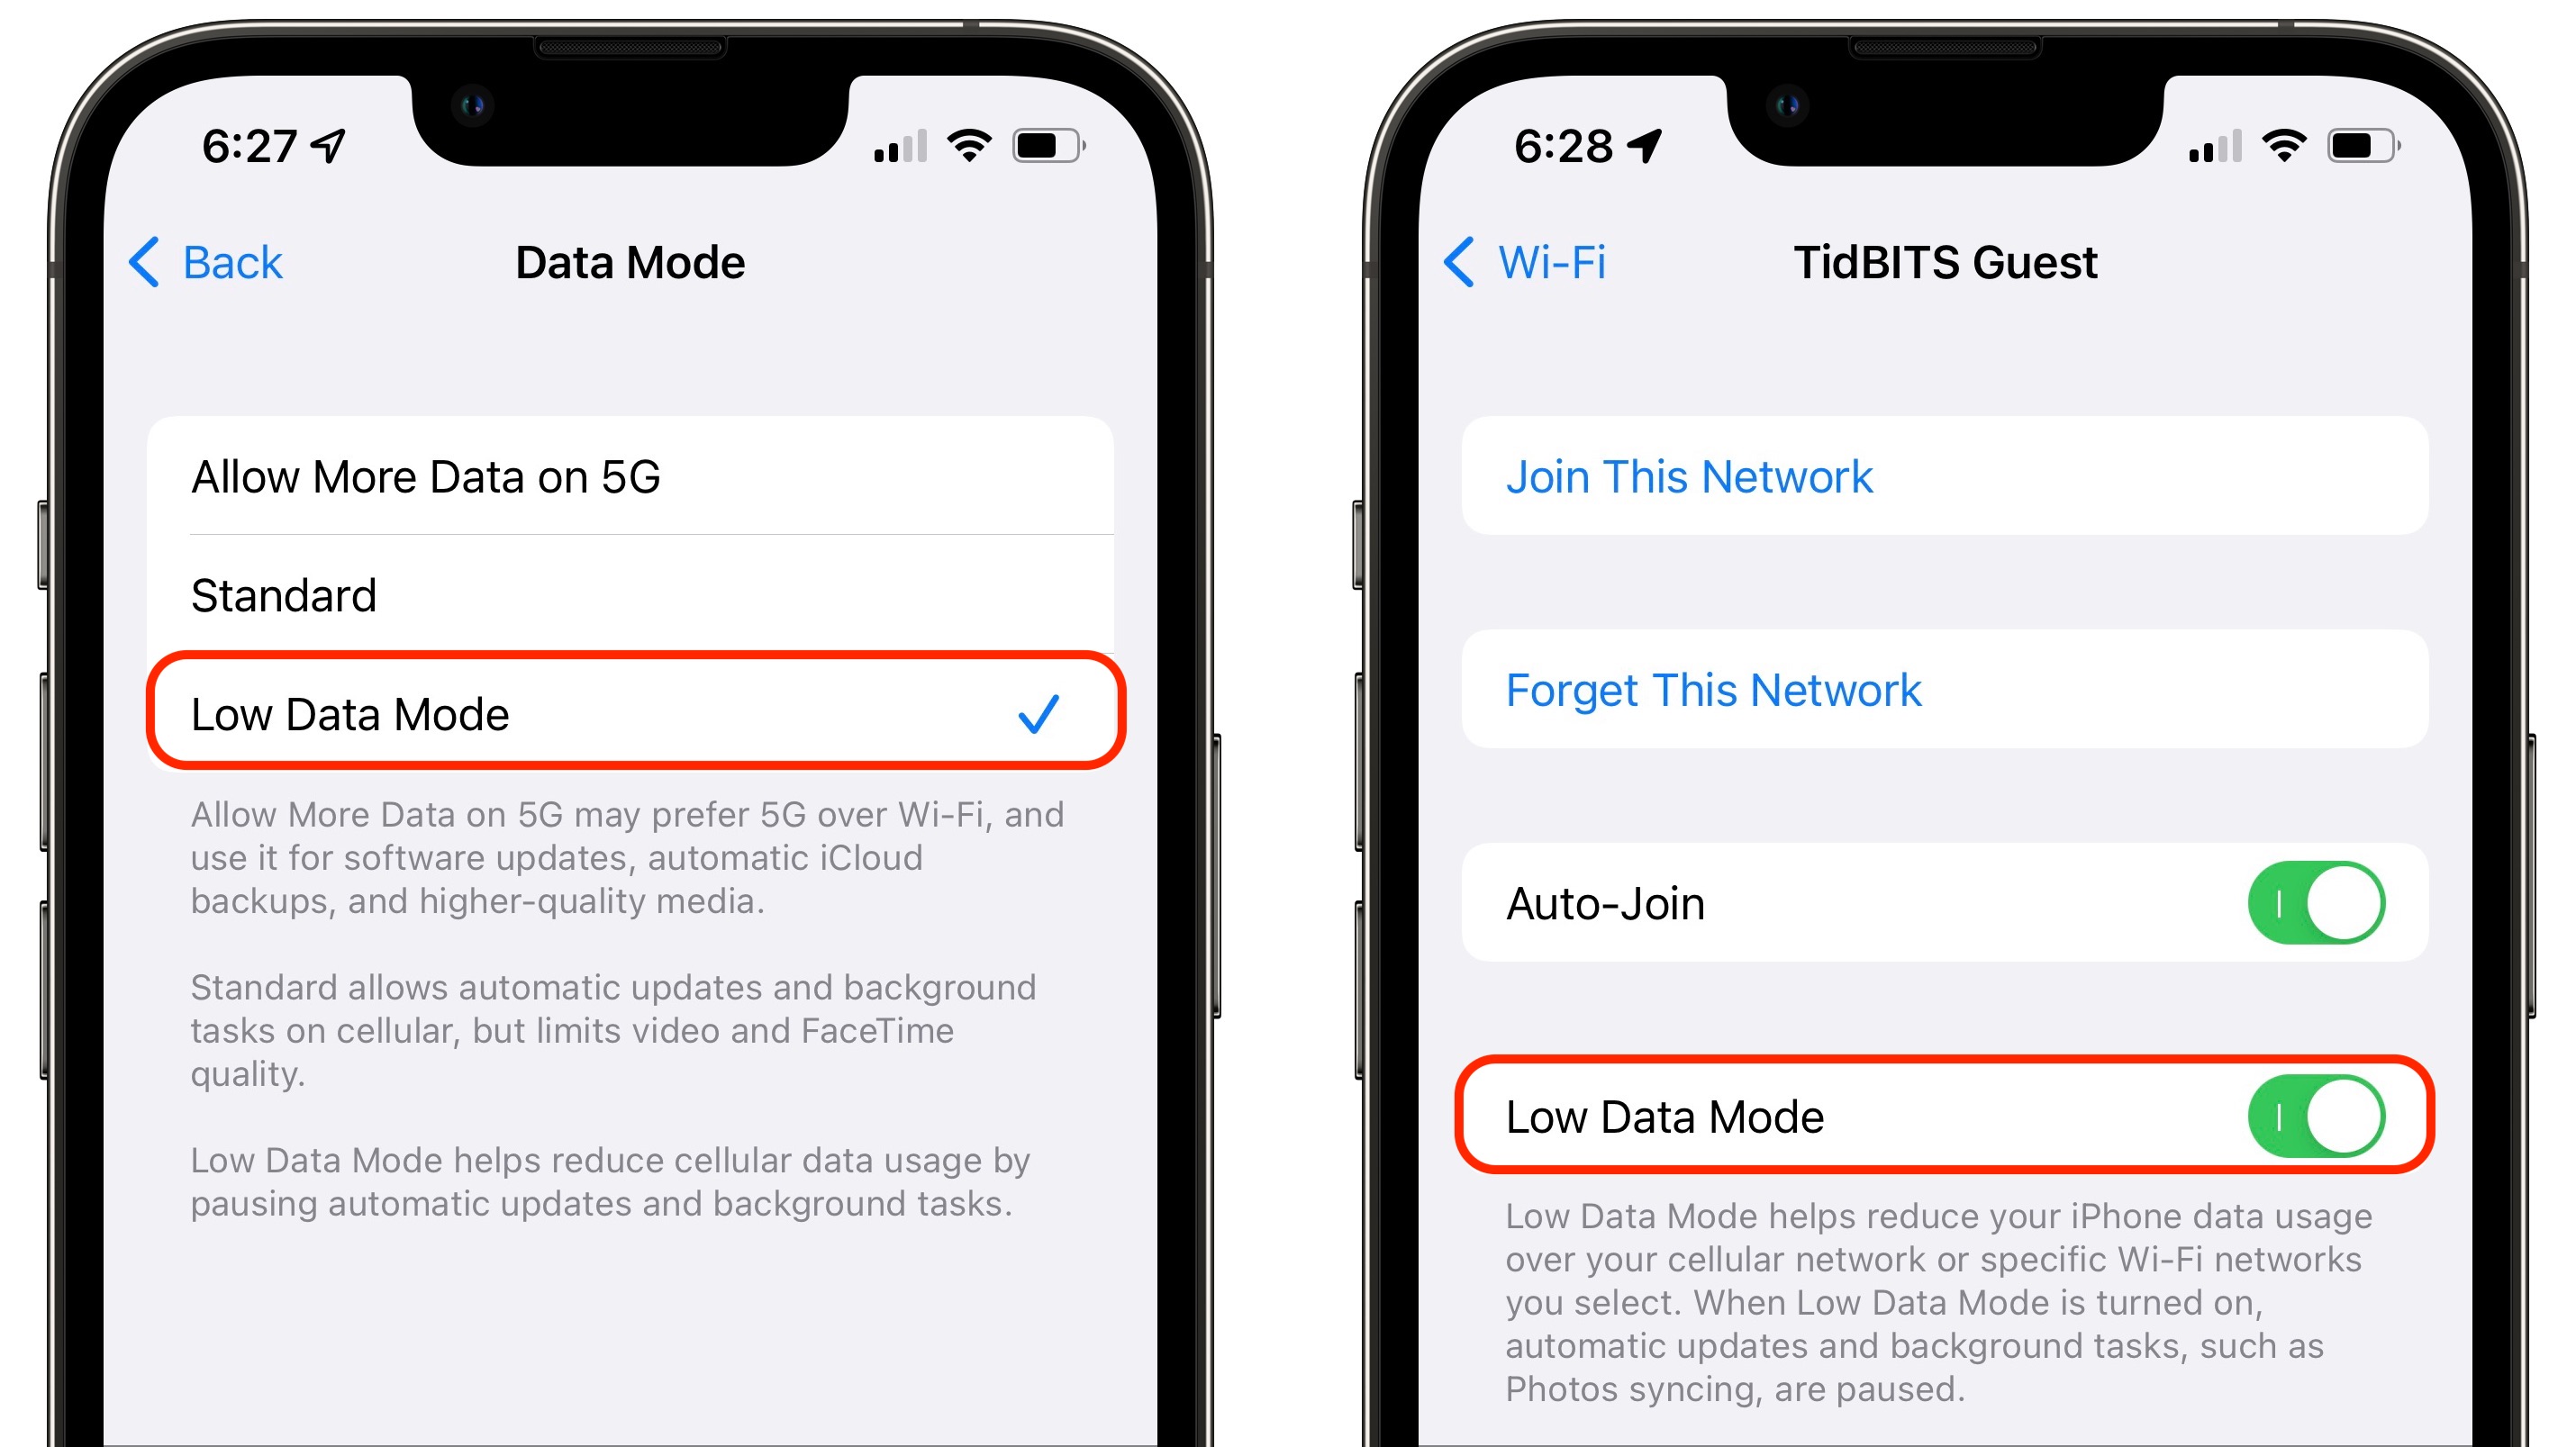 6:27
Back
Data Mode
Allow More Data on 5G
Standard
Low Data Mode
Allow More Data on 5G may prefer 5G over Wi-Fi, and
use it for software updates, automatic iCloud
backups, and higher-quality media.
Standard allows automatic updates and background
tasks on cellular, but limits video and FaceTime
quality.
Low Data Mode helps reduce cellular data usage by
pausing automatic updates and background tasks.
6:28
Wi-Fi
TidBITS Guest
Join This Network
Forget This Network
Auto-Join
Low Data Mode
Low Data Mode helps reduce your iPhone data usage
over your cellular network or specific Wi-Fi networks
you select. When Low Data Mode is turned on,
automatic updates and background tasks, such as
Photos syncing, are paused.